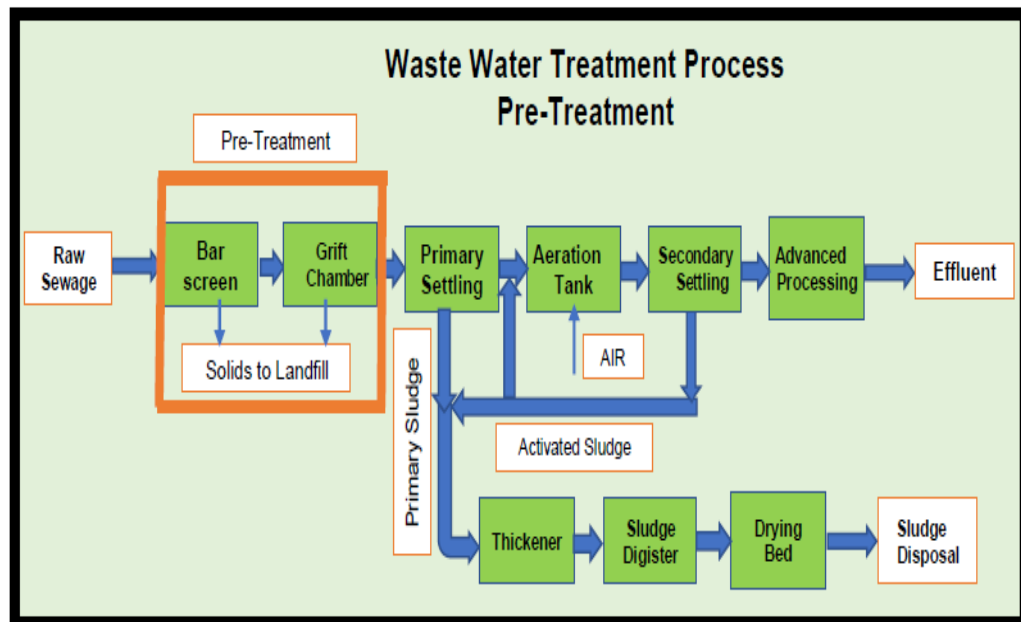 Waste Water Treatment Process
Pre-Treatment
Pre-Treatment
Raw
Sewage
Bar
screen
Grift
Chamber
Primary
Settling
Aeration
Tank
Secondary
Settling
Advanced
Processing
Effluent
Solids to Landfill
AIR
Primary Sludge
Activated Sludge
Thickener
Sludge
Digister
Drying
Bed
Sludge
Disposal